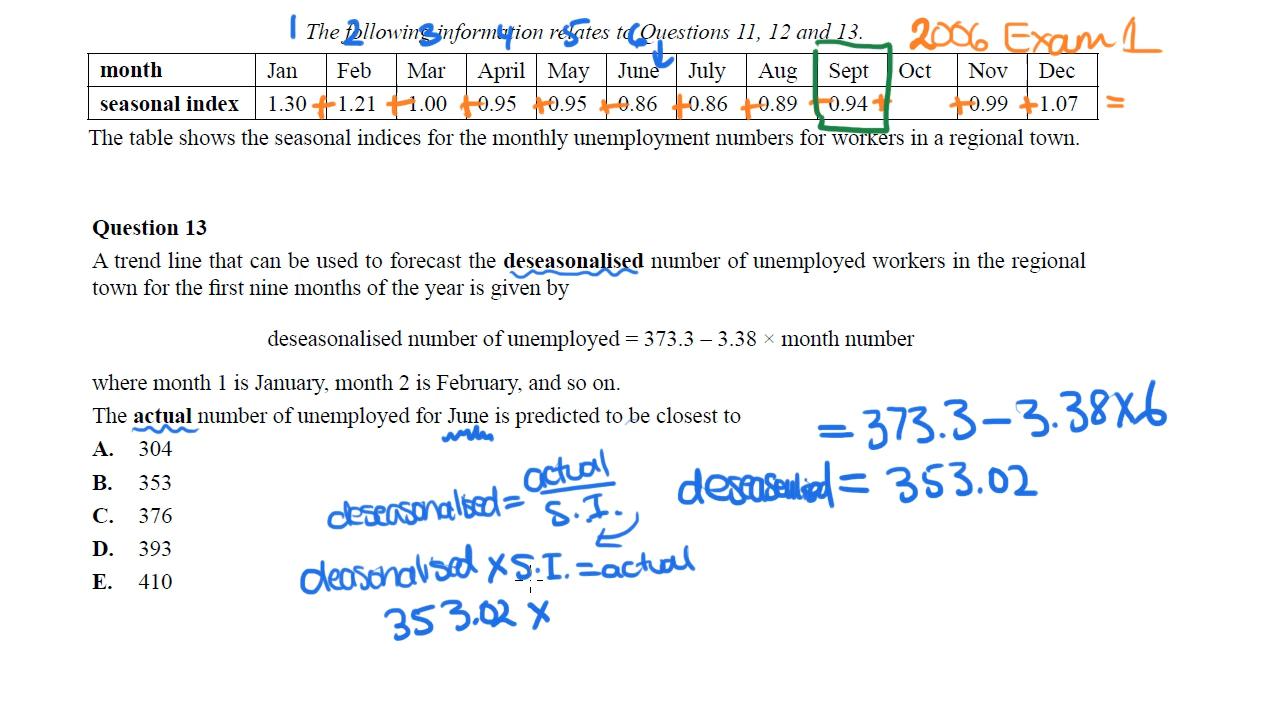 1 2 3 4 5 6
The following information relates to Questions 11, 12 and 13.
2006 Exam 1
month Jan Feb Mar April May June July Aug Sept Oct Nov Dec
seasonal index 1.30 + 1.21 + 1.00 + 0.95 + 0.95 + 0.86 + 0.86 + 0.89 + 0.94 + + 0.99 + 1.07 =
The table shows the seasonal indices for the monthly unemployment numbers for workers in a regional town.
Question 13
A trend line that can be used to forecast the deseasonalised number of unemployed workers in the regional
town for the first nine months of the year is given by
deseasonalised number of unemployed = 373.3 – 3.38 × month number
where month 1 is January, month 2 is February, and so on.
The actual number of unemployed for June is predicted to be closest to
= 373.3 - 3.38 x 6
A. 304
B. 353
C. 376
D. 393
E. 410
deseasonalised = 353.02
deseasonalised = actual / S.I.
deasonalised x S.I. = actual
353.02 x